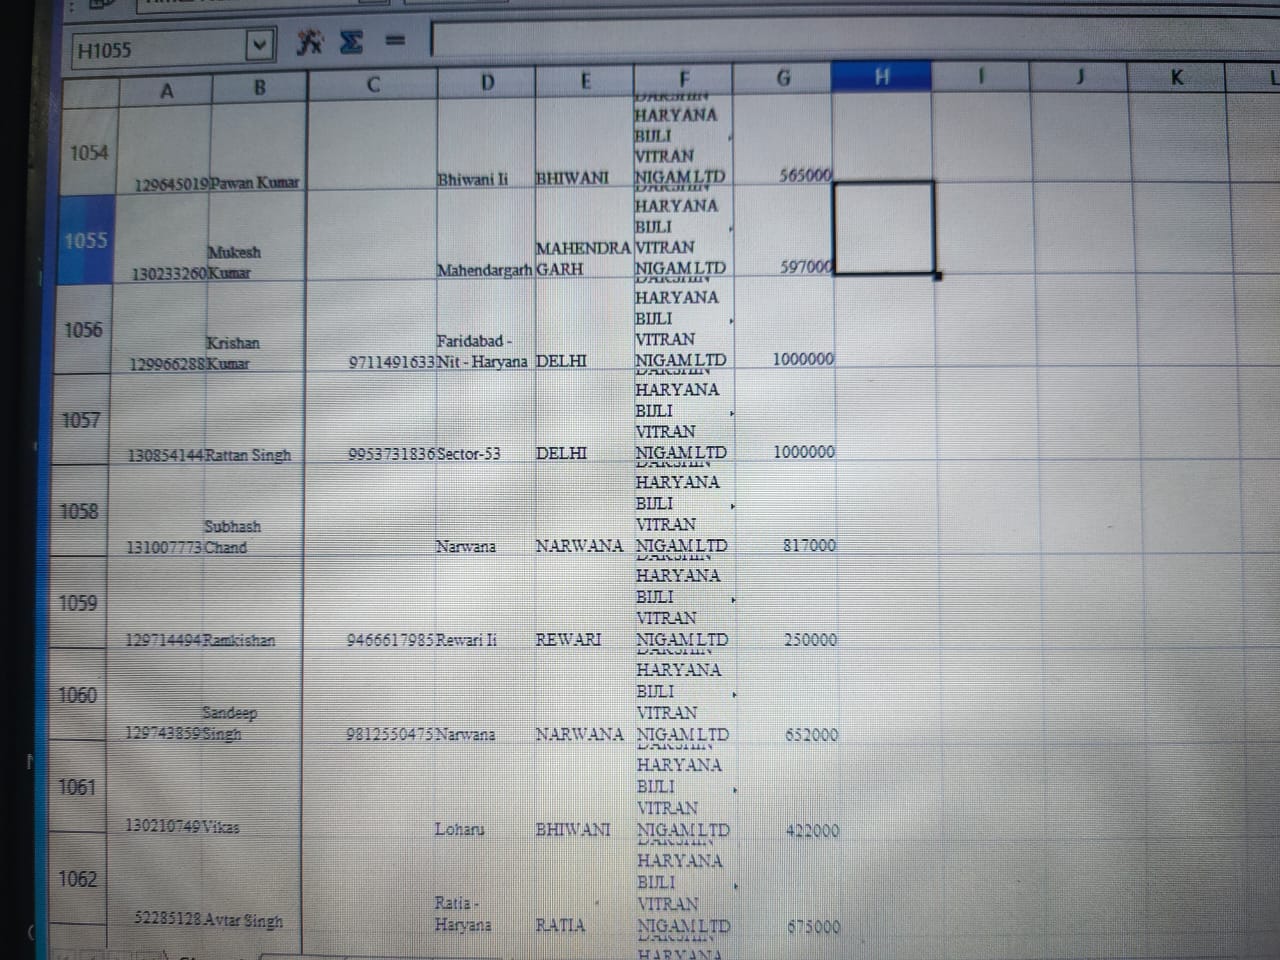 H1055
A B C D E F G H I J K L
1054 129645019 Pawan Kumar Bhiwani Ii BHIWANI DAKSHIN HARYANA BIJLI VITRAN NIGAM LTD 565000
1055 130233260 Mukesh Kumar Mahendargarh MAHENDRAGARH DAKSHIN HARYANA BIJLI VITRAN NIGAM LTD 597000
1056 129966288 Krishan Kumar 9711491633 Faridabad - Nit - Haryana DELHI DAKSHIN HARYANA BIJLI VITRAN NIGAM LTD 1000000
1057 130854144 Rattan Singh 9953731836 Sector-53 DELHI DAKSHIN HARYANA BIJLI VITRAN NIGAM LTD 1000000
1058 131007773 Subhash Chand Narwana NARWANA DAKSHIN HARYANA BIJLI VITRAN NIGAM LTD 817000
1059 129714494 Ramkishan 9466617985 Rewari Ii REWARI DAKSHIN HARYANA BIJLI VITRAN NIGAM LTD 250000
1060 129743859 Sandeep Singh 9812550475 Narwana NARWANA DAKSHIN HARYANA BIJLI VITRAN NIGAM LTD 652000
1061 130210749 Vikas Loharu BHIWANI DAKSHIN HARYANA BIJLI VITRAN NIGAM LTD 422000
1062 52285128 Avtar Singh Ratia - Haryana RATIA DAKSHIN HARYANA BIJLI VITRAN NIGAM LTD 675000
DAKSHIN HARYANA